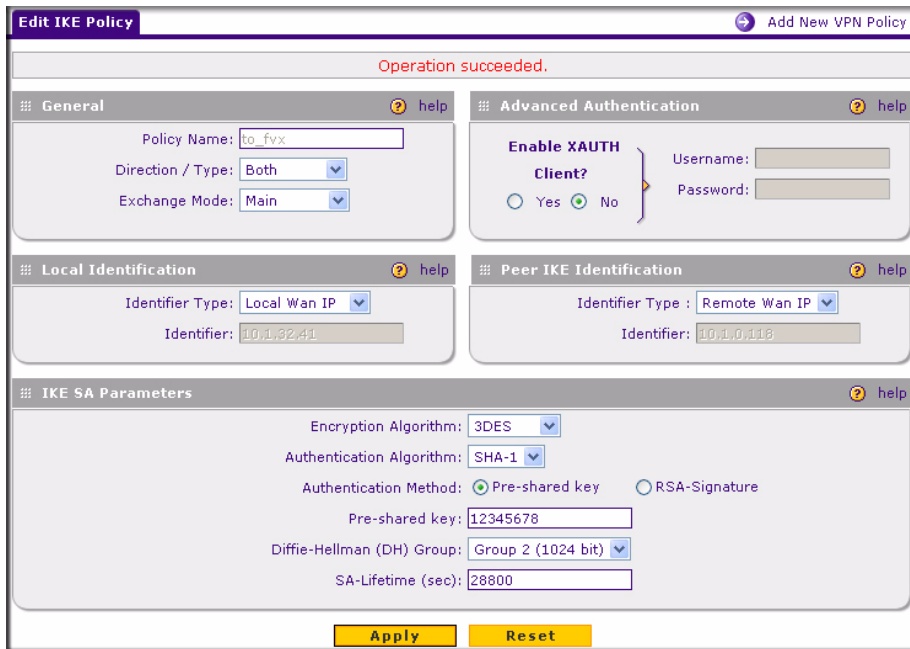 Edit IKE Policy
Add New VPN Policy
Operation succeeded.
General
help
Policy Name: to_fvx
Direction / Type: Both
Exchange Mode: Main
Advanced Authentication
help
Enable XAUTH
Client?
Yes No
Username:
Password:
Local Identification
help
Identifier Type: Local Wan IP
Identifier: 10.1.32.41
Peer IKE Identification
help
Identifier Type : Remote Wan IP
Identifier: 10.1.0.118
IKE SA Parameters
help
Encryption Algorithm: 3DES
Authentication Algorithm: SHA-1
Authentication Method: Pre-shared key RSA-Signature
Pre-shared key: 12345678
Diffie-Hellman (DH) Group: Group 2 (1024 bit)
SA-Lifetime (sec): 28800
Apply Reset